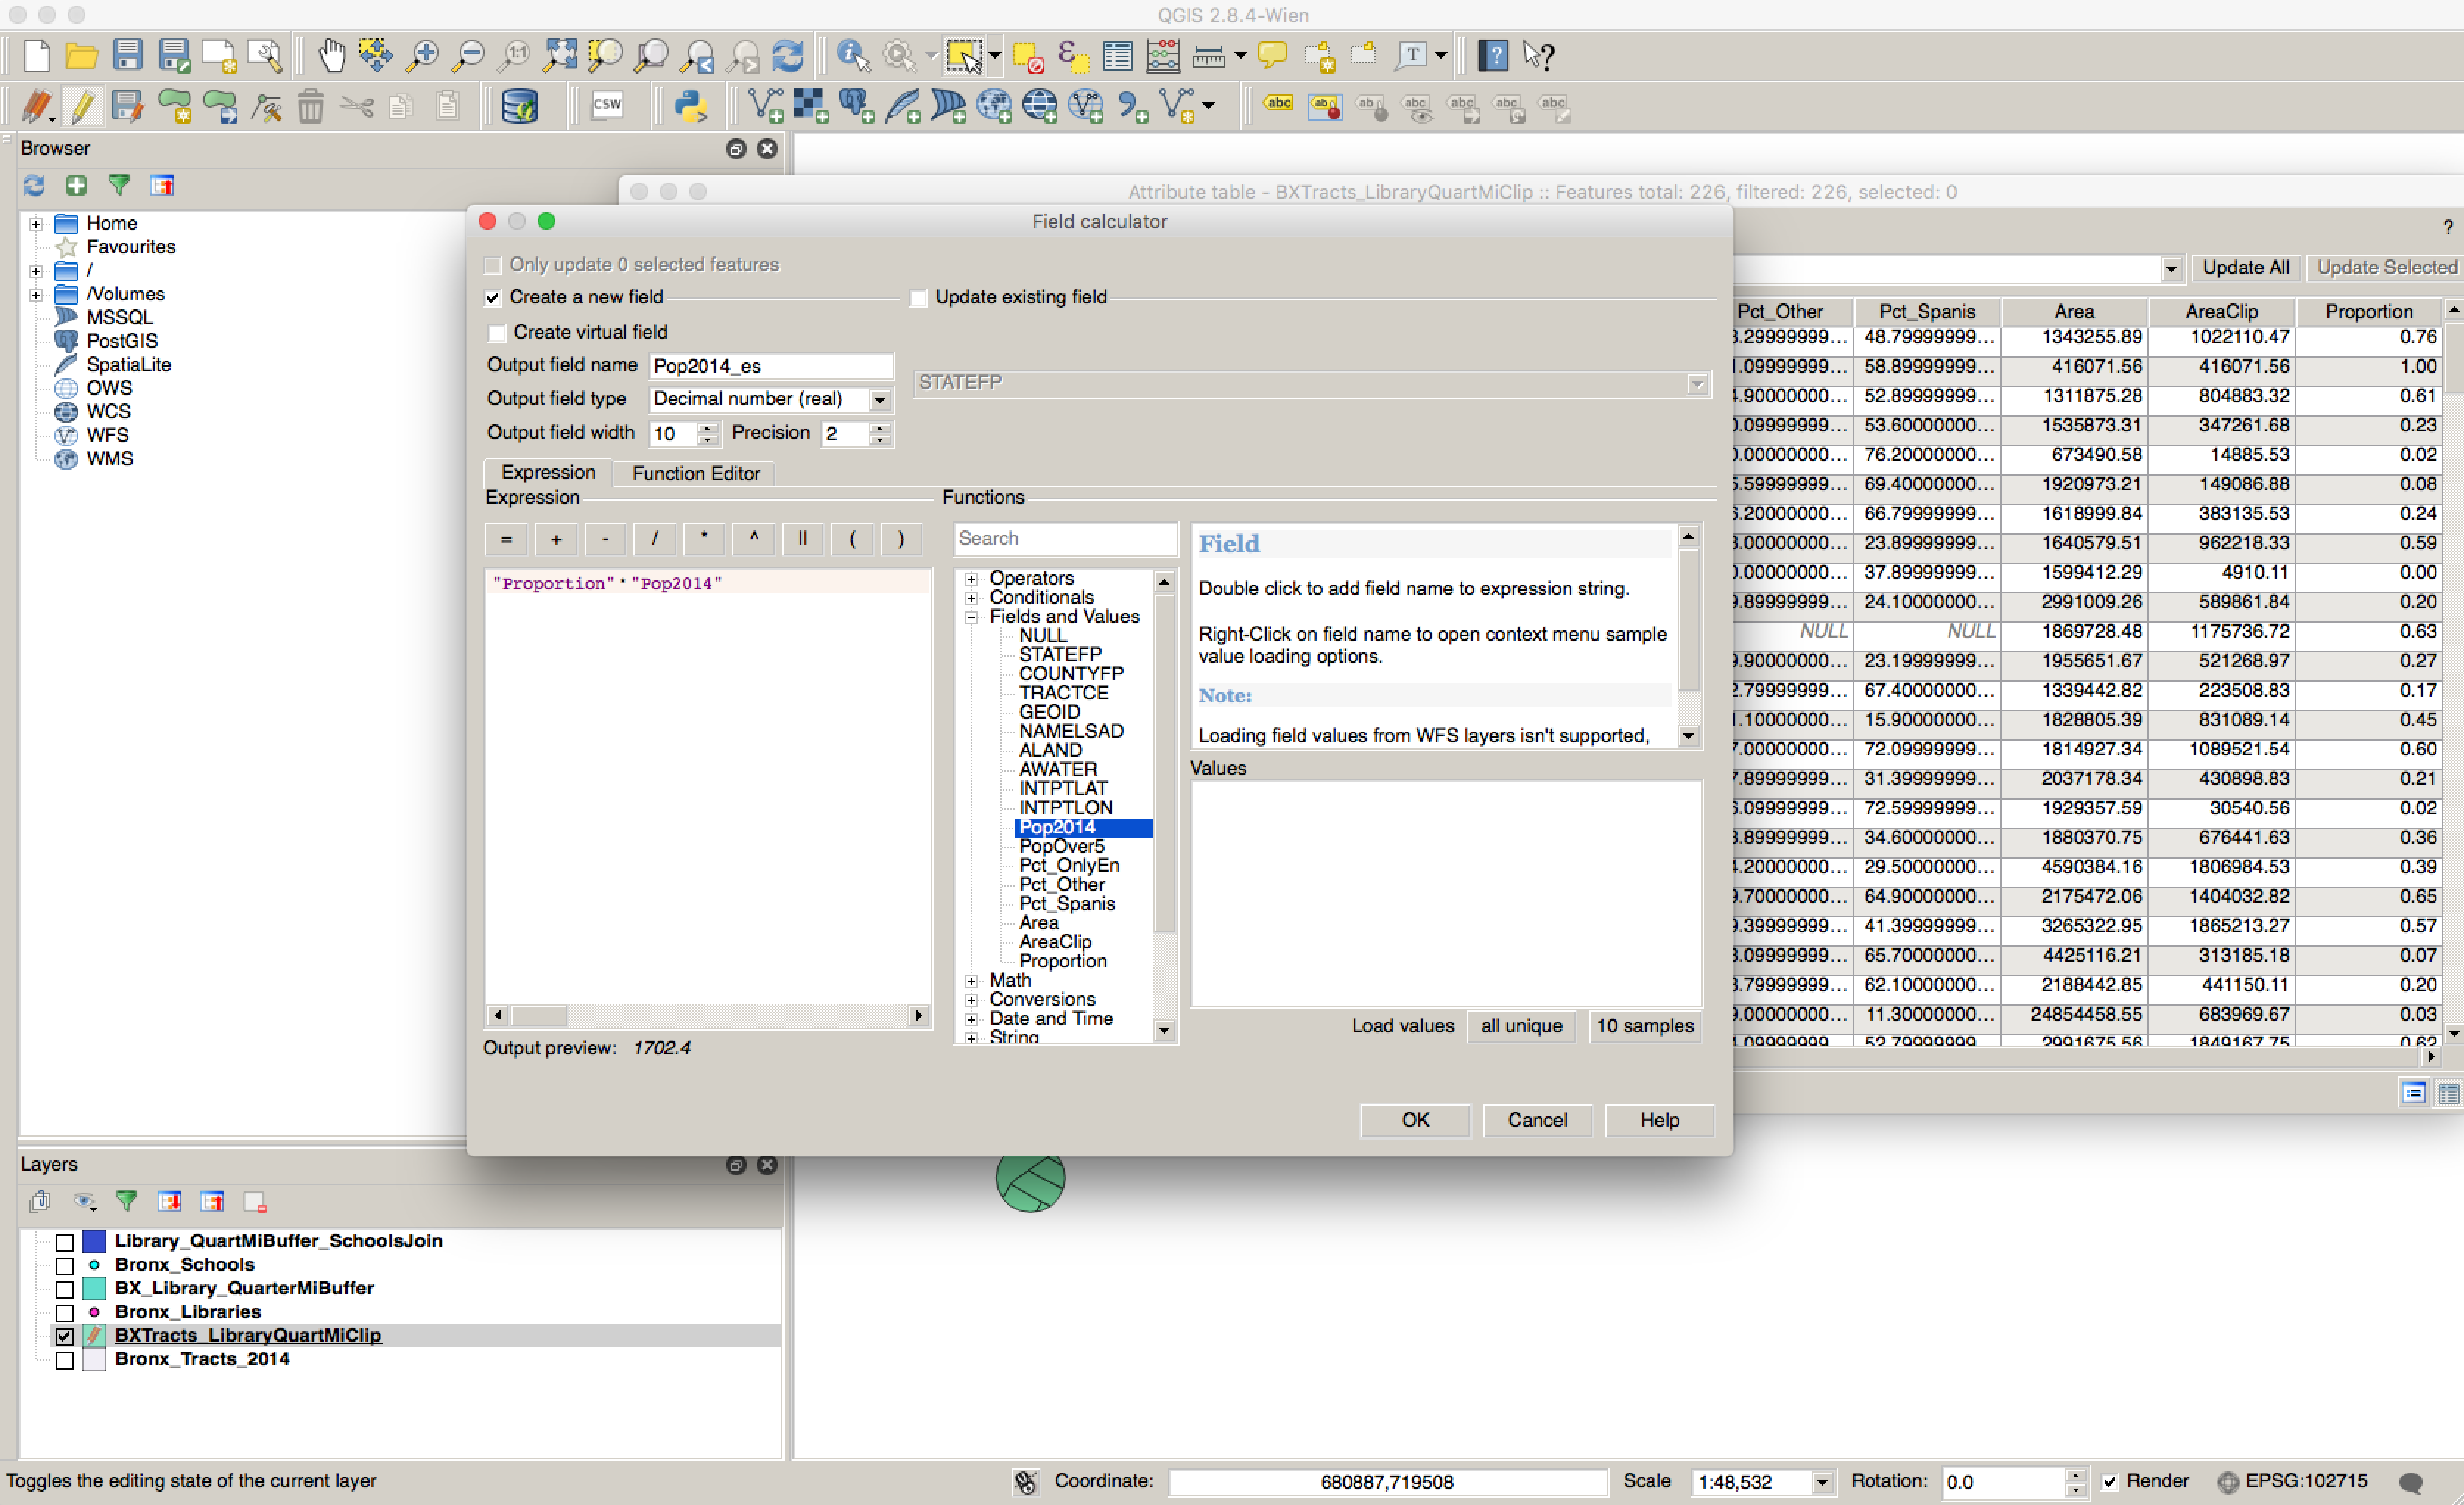 QGIS 2.8.4-Wien
CSW
abc
ab
ab
abc
abc
abc
abc
Browser
Home
Favourites
/
/Volumes
MSSQL
PostGIS
SpatiaLite
OWS
WCS
WFS
WMS
Attribute table - BXTracts_LibraryQuartMiClip :: Features total: 226, filtered: 226, selected: 0
?
Update All
Update Selected
Pct_Other Pct_Spanis Area AreaClip Proportion
.29999999... 48.79999999... 1343255.89 1022110.47 0.76
.09999999... 58.89999999... 416071.56 416071.56 1.00
.90000000... 52.89999999... 1311875.28 804883.32 0.61
.09999999... 53.60000000... 1535873.31 347261.68 0.23
.00000000... 76.20000000... 673490.58 14885.53 0.02
.59999999... 69.40000000... 1920973.21 149086.88 0.08
.20000000... 66.79999999... 1618999.84 383135.53 0.24
.00000000... 23.89999999... 1640579.51 962218.33 0.59
.00000000... 37.89999999... 1599412.29 4910.11 0.00
.89999999... 24.10000000... 2991009.26 589861.84 0.20
NULL NULL 1869728.48 1175736.72 0.63
.90000000... 23.19999999... 1955651.67 521268.97 0.27
.79999999... 67.40000000... 1339442.82 223508.83 0.17
.10000000... 15.90000000... 1828805.39 831089.14 0.45
.00000000... 72.09999999... 1814927.34 1089521.54 0.60
.89999999... 31.39999999... 2037178.34 430898.83 0.21
.09999999... 72.59999999... 1929357.59 30540.56 0.02
.89999999... 34.60000000... 1880370.75 676441.63 0.36
.20000000... 29.50000000... 4590384.16 1806984.53 0.39
.70000000... 64.90000000... 2175472.06 1404032.82 0.65
.39999999... 41.39999999... 3265322.95 1865213.27 0.57
.09999999... 65.70000000... 4425116.21 313185.18 0.07
.79999999... 62.10000000... 2188442.85 441150.11 0.20
.00000000... 11.30000000... 24854458.55 683969.67 0.03
.09999999 52.79999999 2991675.56 1849167.75 0.62
Field calculator
Only update 0 selected features
Create a new field
Update existing field
Create virtual field
Output field name Pop2014_es
STATEFP
Output field type Decimal number (real)
Output field width 10 Precision 2
Expression Function Editor
Expression
Functions
= + - / * ^ || ( )
"Proportion" * "Pop2014"
Output preview: 1702.4
Search
Operators
Conditionals
Fields and Values
NULL
STATEFP
COUNTYFP
TRACTCE
GEOID
NAMELSAD
ALAND
AWATER
INTPTLAT
INTPTLON
Pop2014
PopOver5
Pct_OnlyEn
Pct_Other
Pct_Spanis
Area
AreaClip
Proportion
Math
Conversions
Date and Time
String
Field
Double click to add field name to expression string.
Right-Click on field name to open context menu sample
value loading options.
Note:
Loading field values from WFS layers isn't supported,
Values
Load values all unique 10 samples
OK Cancel Help
Layers
Library_QuartMiBuffer_SchoolsJoin
Bronx_Schools
BX_Library_QuarterMiBuffer
Bronx_Libraries
BXTracts_LibraryQuartMiClip
Bronx_Tracts_2014
Toggles the editing state of the current layer
Coordinate: 680887,719508 Scale 1:48,532 Rotation: 0.0 Render EPSG:102715